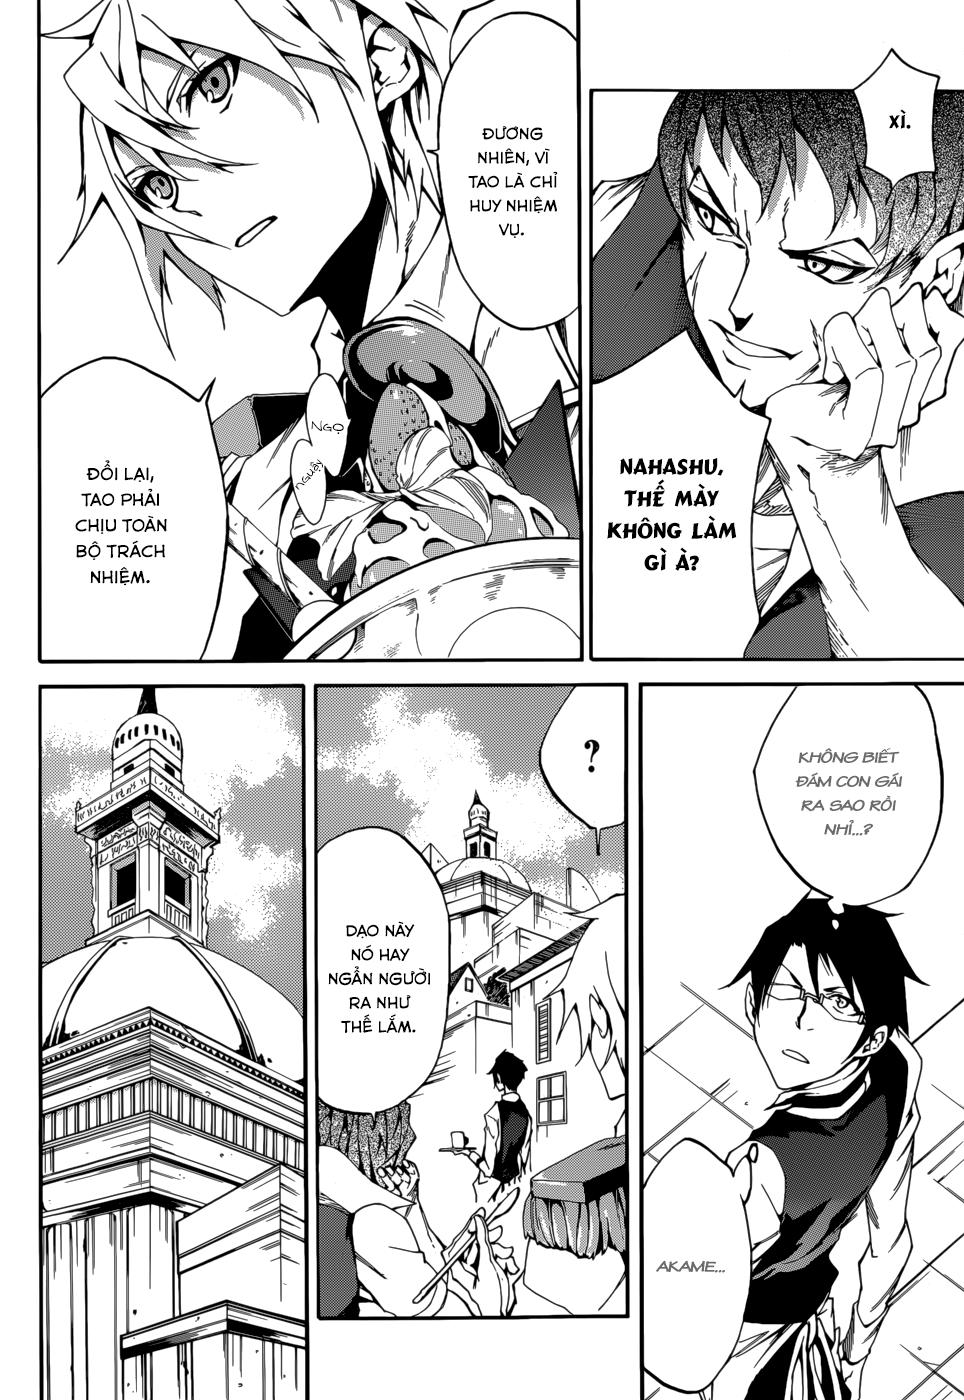 XÌ.
NAHASHU,
THẾ MÀY
KHÔNG LÀM
GÌ À?
ĐƯƠNG
NHIÊN, VÌ
TAO LÀ CHỈ
HUY NHIỆM
VỤ.
NGỌ
NGUẬY
ĐỔI LẠI,
TAO PHẢI
CHỊU TOÀN
BỘ TRÁCH
NHIỆM.
KHÔNG BIẾT
ĐÁM CON GÁI
RA SAO RỒI
NHỈ...?
AKAME...
?
DẠO NÀY
NÓ HAY
NGẨN NGƯỜI
RA NHƯ
THẾ LẮM.